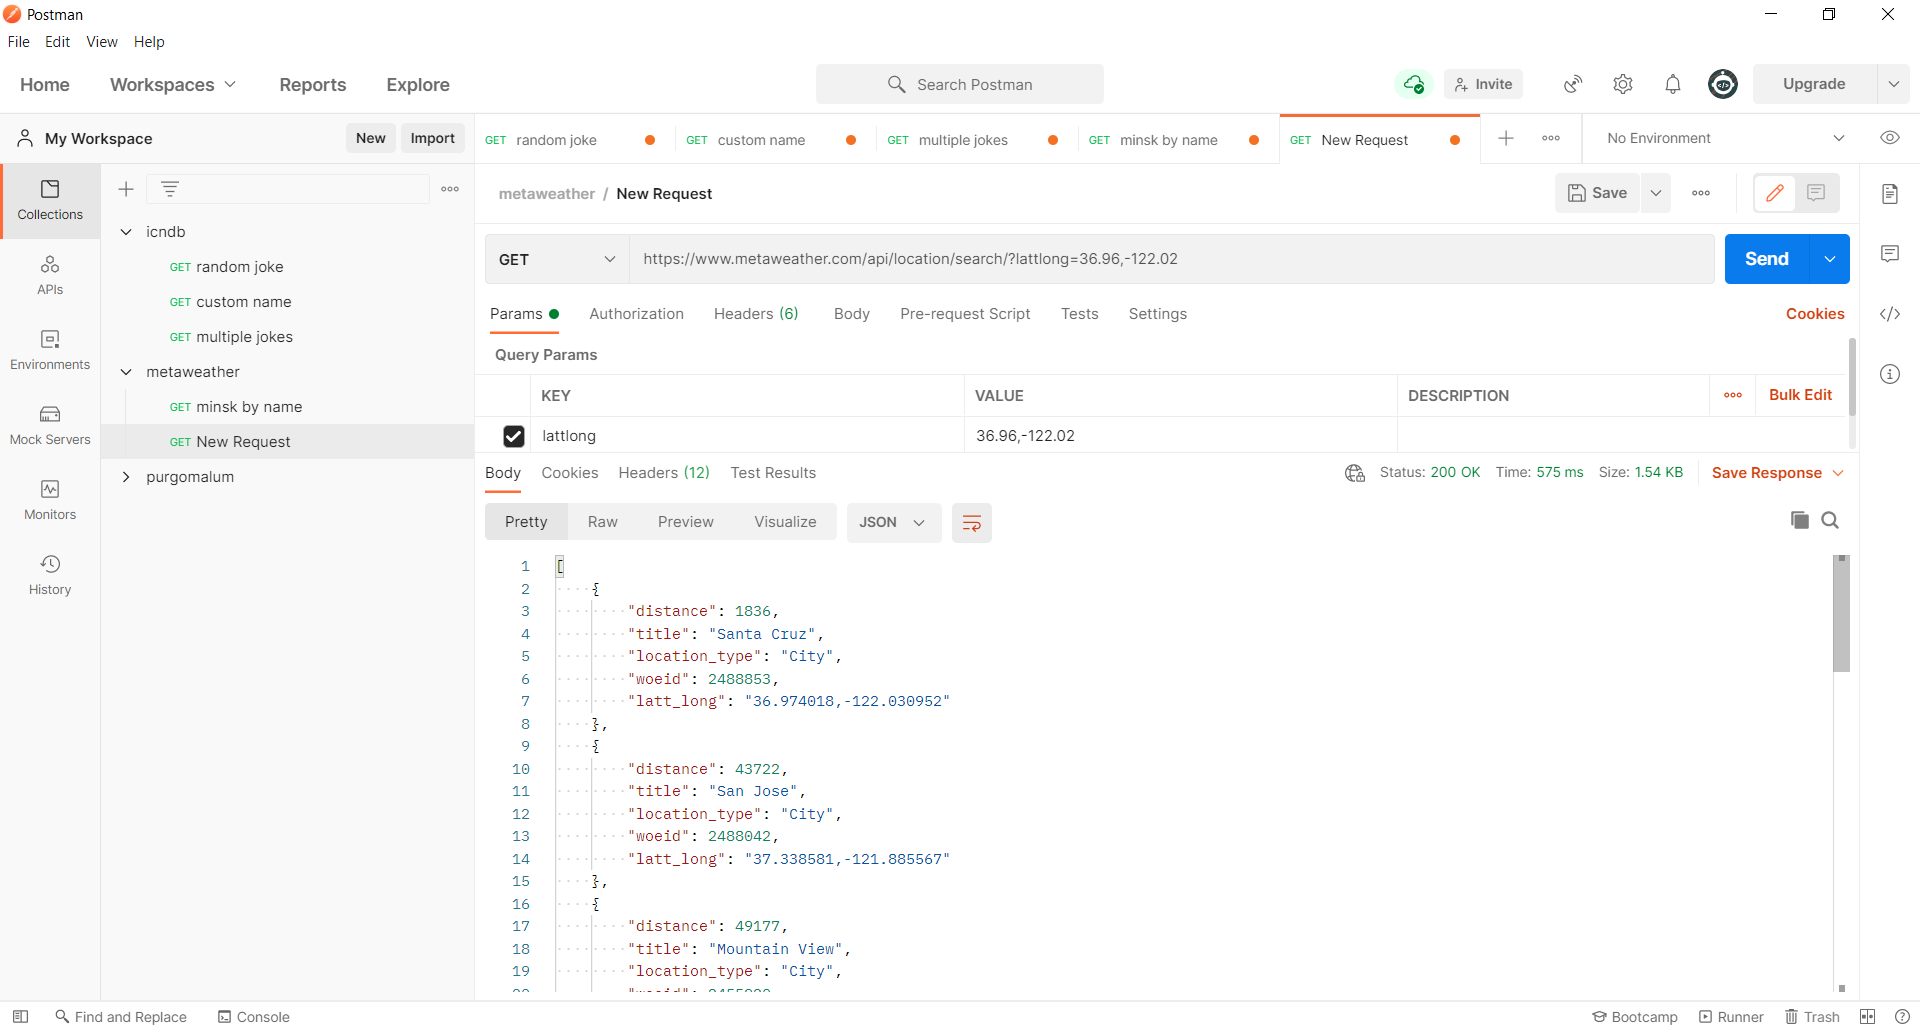 Postman
File Edit View Help
Home Workspaces Reports Explore Search Postman Invite Upgrade
My Workspace New Import GET random joke GET custom name GET multiple jokes GET minsk by name GET New Request No Environment
Collections
APIs
Environments
Mock Servers
Monitors
History
icndb
GET random joke
GET custom name
GET multiple jokes
metaweather
GET minsk by name
GET New Request
purgomalum
metaweather / New Request Save
GET https://www.metaweather.com/api/location/search/?lattlong=36.96,-122.02 Send
Params Authorization Headers (6) Body Pre-request Script Tests Settings Cookies
Query Params
KEY VALUE DESCRIPTION Bulk Edit
lattlong 36.96,-122.02
Body Cookies Headers (12) Test Results Status: 200 OK Time: 575 ms Size: 1.54 KB Save Response
Pretty Raw Preview Visualize JSON
1 [
2 {
3 "distance": 1836,
4 "title": "Santa Cruz",
5 "location_type": "City",
6 "woeid": 2488853,
7 "latt_long": "36.974018,-122.030952"
8 },
9 {
10 "distance": 43722,
11 "title": "San Jose",
12 "location_type": "City",
13 "woeid": 2488042,
14 "latt_long": "37.338581,-121.885567"
15 },
16 {
17 "distance": 49177,
18 "title": "Mountain View",
19 "location_type": "City",
Find and Replace Console Bootcamp Runner Trash